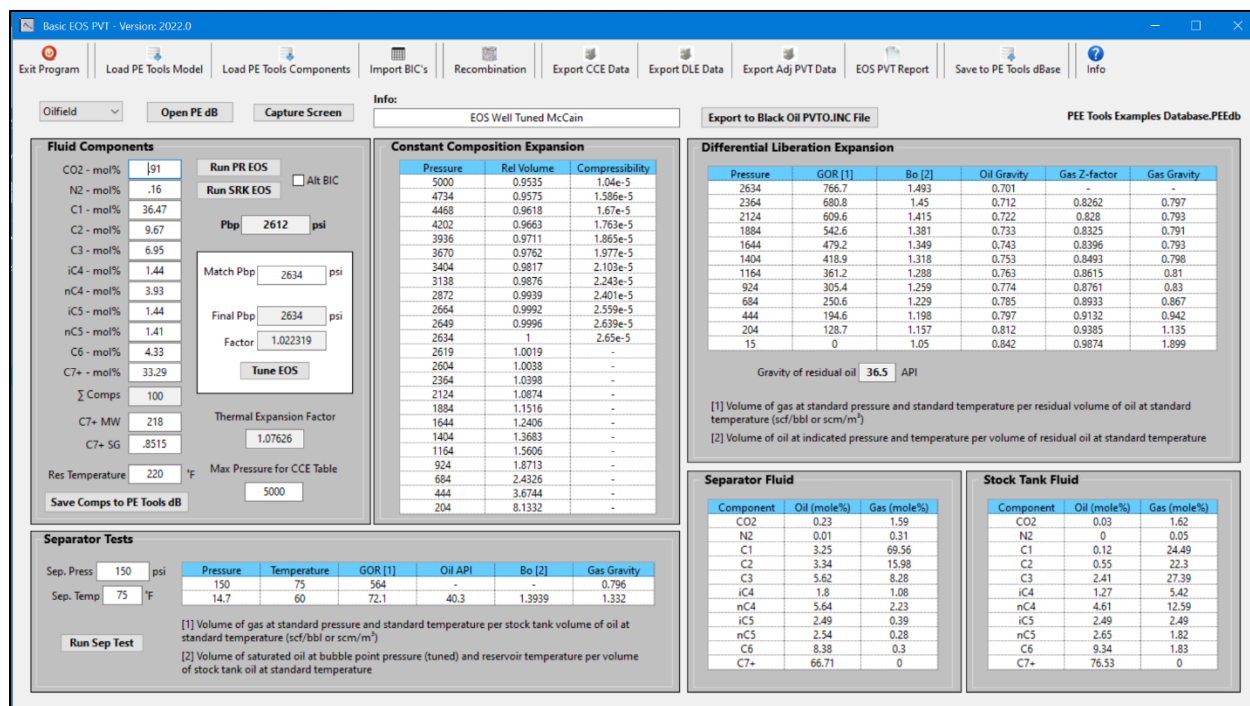 Basic EOS PVT - Version: 2022.0
Exit Program Load PE Tools Model Load PE Tools Components Import BIC's Recombination Export CCE Data Export DLE Data Export Adj PVT Data EOS PVT Report Save to PE Tools dBase Info
Oilfield Open PE dB Capture Screen
Info:
EOS Well Tuned McCain
Export to Black Oil PVTO.INC File
PEE Tools Examples Database.PEEdb
Fluid Components
CO2 - mol% .91
N2 - mol% .16
C1 - mol% 36.47
C2 - mol% 9.67
C3 - mol% 6.95
iC4 - mol% 1.44
nC4 - mol% 3.93
iC5 - mol% 1.44
nC5 - mol% 1.41
C6 - mol% 4.33
C7+ - mol% 33.29
∑ Comps 100
C7+ MW 218
C7+ SG .8515
Res Temperature 220 °F
Save Comps to PE Tools dB
Run PR EOS
Run SRK EOS
Alt BIC
Pbp 2612 psi
Match Pbp 2634 psi
Final Pbp 2634 psi
Factor 1.022319
Tune EOS
Thermal Expansion Factor
1.07626
Max Pressure for CCE Table
5000
Constant Composition Expansion
Pressure Rel Volume Compressibility
5000 0.9535 1.04e-5
4734 0.9575 1.586e-5
4468 0.9618 1.67e-5
4202 0.9663 1.763e-5
3936 0.9711 1.865e-5
3670 0.9762 1.977e-5
3404 0.9817 2.103e-5
3138 0.9876 2.243e-5
2872 0.9939 2.401e-5
2664 0.9992 2.559e-5
2649 0.9996 2.639e-5
2634 1 2.65e-5
2619 1.0019 -
2604 1.0038 -
2364 1.0398 -
2124 1.0874 -
1884 1.1516 -
1644 1.2406 -
1404 1.3683 -
1164 1.5606 -
924 1.8713 -
684 2.4326 -
444 3.6744 -
204 8.1332 -
Differential Liberation Expansion
Pressure GOR [1] Bo [2] Oil Gravity Gas Z-factor Gas Gravity
2634 766.7 1.493 0.701 - -
2364 680.8 1.45 0.712 0.8262 0.797
2124 609.6 1.415 0.722 0.828 0.793
1884 542.6 1.381 0.733 0.8325 0.791
1644 479.2 1.349 0.743 0.8396 0.793
1404 418.9 1.318 0.753 0.8493 0.798
1164 361.2 1.288 0.763 0.8615 0.81
924 305.4 1.259 0.774 0.8761 0.83
684 250.6 1.229 0.785 0.8933 0.867
444 194.6 1.198 0.797 0.9132 0.942
204 128.7 1.157 0.812 0.9385 1.135
15 0 1.05 0.842 0.9874 1.899
Gravity of residual oil 36.5 API
[1] Volume of gas at standard pressure and standard temperature per residual volume of oil at standard
temperature (scf/bbl or scm/m³)
[2] Volume of oil at indicated pressure and temperature per volume of residual oil at standard temperature
Separator Tests
Sep. Press 150 psi
Sep. Temp 75 °F
Run Sep Test
Pressure Temperature GOR [1] Oil API Bo [2] Gas Gravity
150 75 564 - - 0.796
14.7 60 72.1 40.3 1.3939 1.332
[1] Volume of gas at standard pressure and standard temperature per stock tank volume of oil at
standard temperature (scf/bbl or scm/m³)
[2] Volume of saturated oil at bubble point pressure (tuned) and reservoir temperature per volume
of stock tank oil at standard temperature
Separator Fluid
Component Oil (mole%) Gas (mole%)
CO2 0.23 1.59
N2 0.01 0.31
C1 3.25 69.56
C2 3.34 15.98
C3 5.62 8.28
iC4 1.8 1.08
nC4 5.64 2.23
iC5 2.49 0.39
nC5 2.54 0.28
C6 8.38 0.3
C7+ 66.71 0
Stock Tank Fluid
Component Oil (mole%) Gas (mole%)
CO2 0.03 1.62
N2 0 0.05
C1 0.12 24.49
C2 0.55 22.3
C3 2.41 27.39
iC4 1.27 5.42
nC4 4.61 12.59
iC5 2.49 2.49
nC5 2.65 1.82
C6 9.34 1.83
C7+ 76.53 0